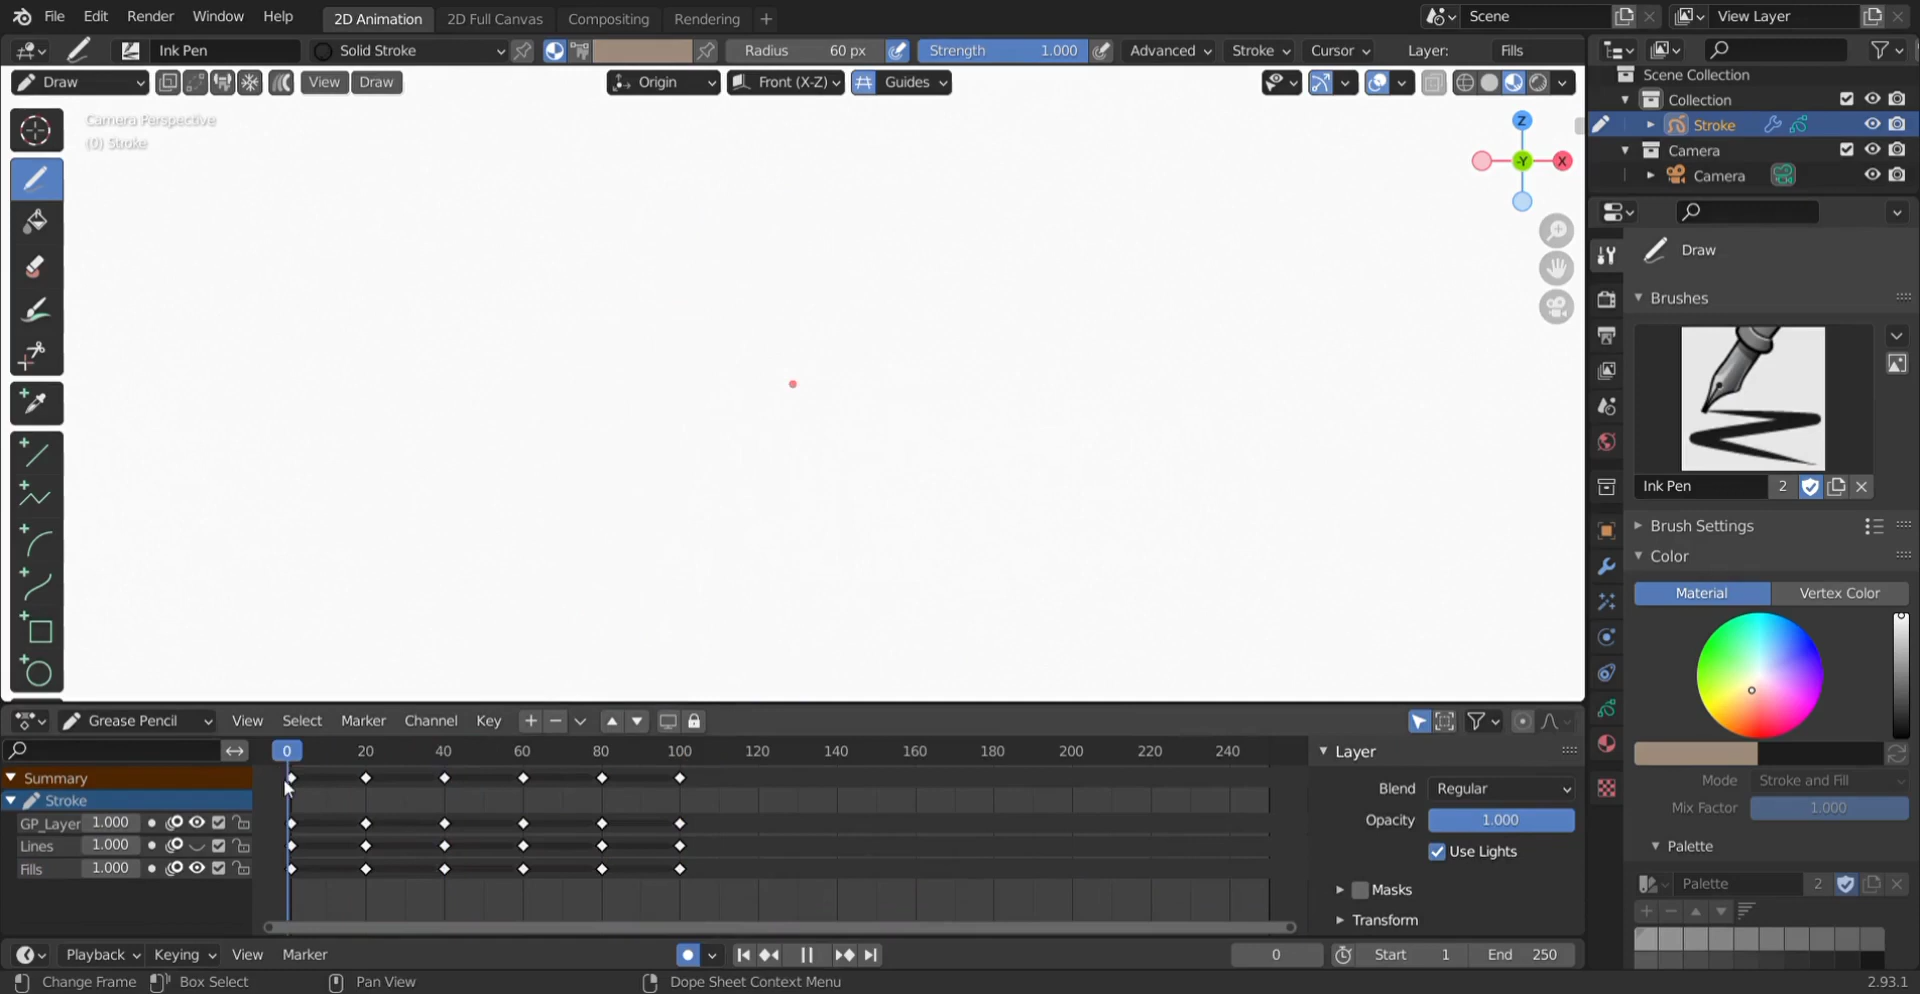 File Edit Render Window Help 2D Animation 2D Full Canvas Compositing Rendering + Scene View Layer
Ink Pen Solid Stroke Radius 60 px Strength 1.000 Advanced Stroke Cursor Layer: Fills
Draw View Draw Origin Front (X-Z) Guides
Scene Collection
Collection
Stroke
Camera
Camera
Camera Perspective
(0) Stroke
Z
-Y
X
Draw
Brushes
Ink Pen 2
Brush Settings
Color
Material Vertex Color
Mode Stroke and Fill
Mix Factor 1.000
Palette
Palette 2
Grease Pencil View Select Marker Channel Key
0 20 40 60 80 100 120 140 160 180 200 220 240
Summary
Stroke
GP_Layer 1.000
Lines 1.000
Fills 1.000
Layer
Blend Regular
Opacity 1.000
Use Lights
Masks
Transform
Playback Keying View Marker 0 Start 1 End 250
Change Frame Box Select Pan View Dope Sheet Context Menu 2.93.1